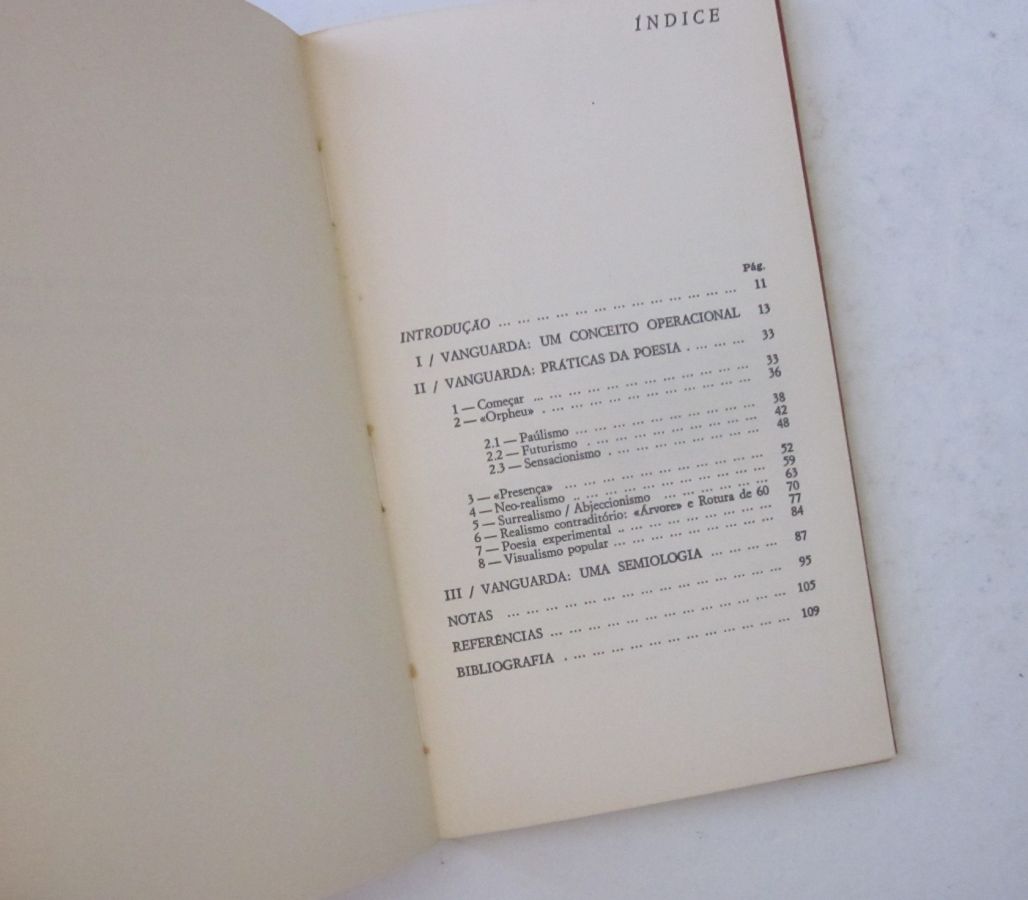 ÍNDICE
Pág.
INTRODUÇÃO ... ... ... ... ... ... ... ... ... ... ... ... ... 11
I / VANGUARDA: UM CONCEITO OPERACIONAL 13
II / VANGUARDA: PRÁTICAS DA POESIA . ... ... ... 33
1 — Começar ... ... ... ... ... ... ... ... ... ... ... ... 33
2 — «Orpheu» . ... ... ... ... ... ... ... ... ... ... ... 36
2.1 — Paúlismo ... ... ... ... ... ... ... ... ... ... 38
2.2 — Futurismo . ... ... ... ... ... ... ... ... ... 42
2.3 — Sensacionismo . ... ... ... ... ... ... ... ... 48
3 — «Presença» ... ... ... ... ... ... ... ... ... ... ... 52
4 — Neo-realismo .. ... ... ... ... ... ... ... ... ... ... 59
5 — Surrealismo / Abjeccionismo ... ... ... ... ... ... 63
6 — Realismo contraditório: «Árvore» e Rotura de 60 70
7 — Poesia experimental .. ... ... ... ... ... ... ... ... 77
8 — Visualismo popular ... ... ... ... ... ... ... ... ... 84
III / VANGUARDA: UMA SEMIOLOGIA ... ... ... ... 87
NOTAS ... ... ... ... ... ... ... ... ... ... ... ... ... ... ... 95
REFERÊNCIAS ... ... ... ... ... ... ... ... ... ... ... ... ... 105
BIBLIOGRAFIA . ... ... ... ... ... ... ... ... ... ... ... ... 109